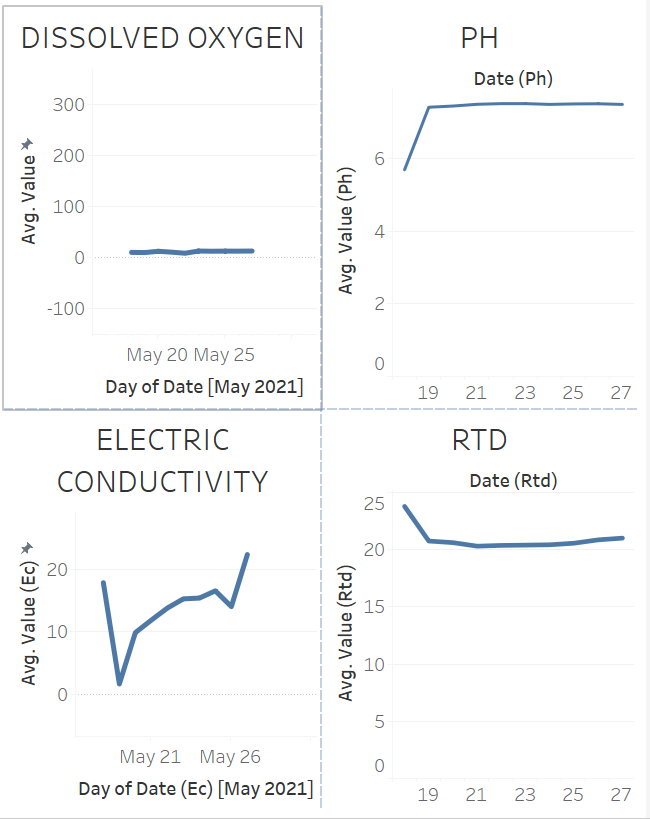 DISSOLVED OXYGEN
Avg. Value
300
200
100
0
-100
May 20 May 25
Day of Date [May 2021]
PH
Date (Ph)
Avg. Value (Ph)
6
4
2
0
19 21 23 25 27
ELECTRIC
CONDUCTIVITY
Avg. Value (Ec)
20
10
0
May 21 May 26
Day of Date (Ec) [May 2021]
RTD
Date (Rtd)
Avg. Value (Rtd)
25
20
15
10
5
0
19 21 23 25 27